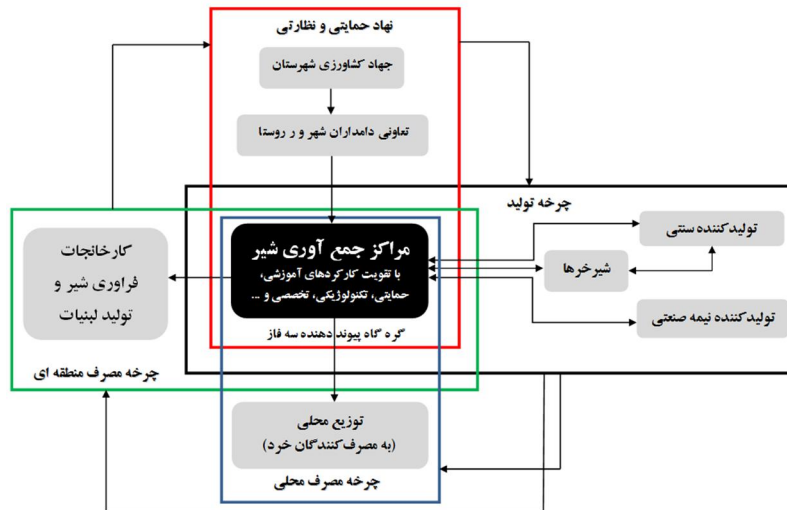 نهاد حمایتی و نظارتی
جهاد کشاورزی شهرستان
تعاونی دامداران شهر و ر روستا
چرخه تولید
مراکز جمع آوری شیر
با تقویت کارکردهای آموزشی،
حمایتی، تکنولوژیکی، تخصصی و ...
گره گاه پیوند دهنده سه فاز
تولیدکننده سنتی
شیرخرها
تولیدکننده نیمه صنعتی
کارخانجات
فراوری شیر و
تولید لبنیات
چرخه مصرف منطقه ای
توزیع محلی
(به مصرف‌کنندگان خرد)
چرخه مصرف محلی